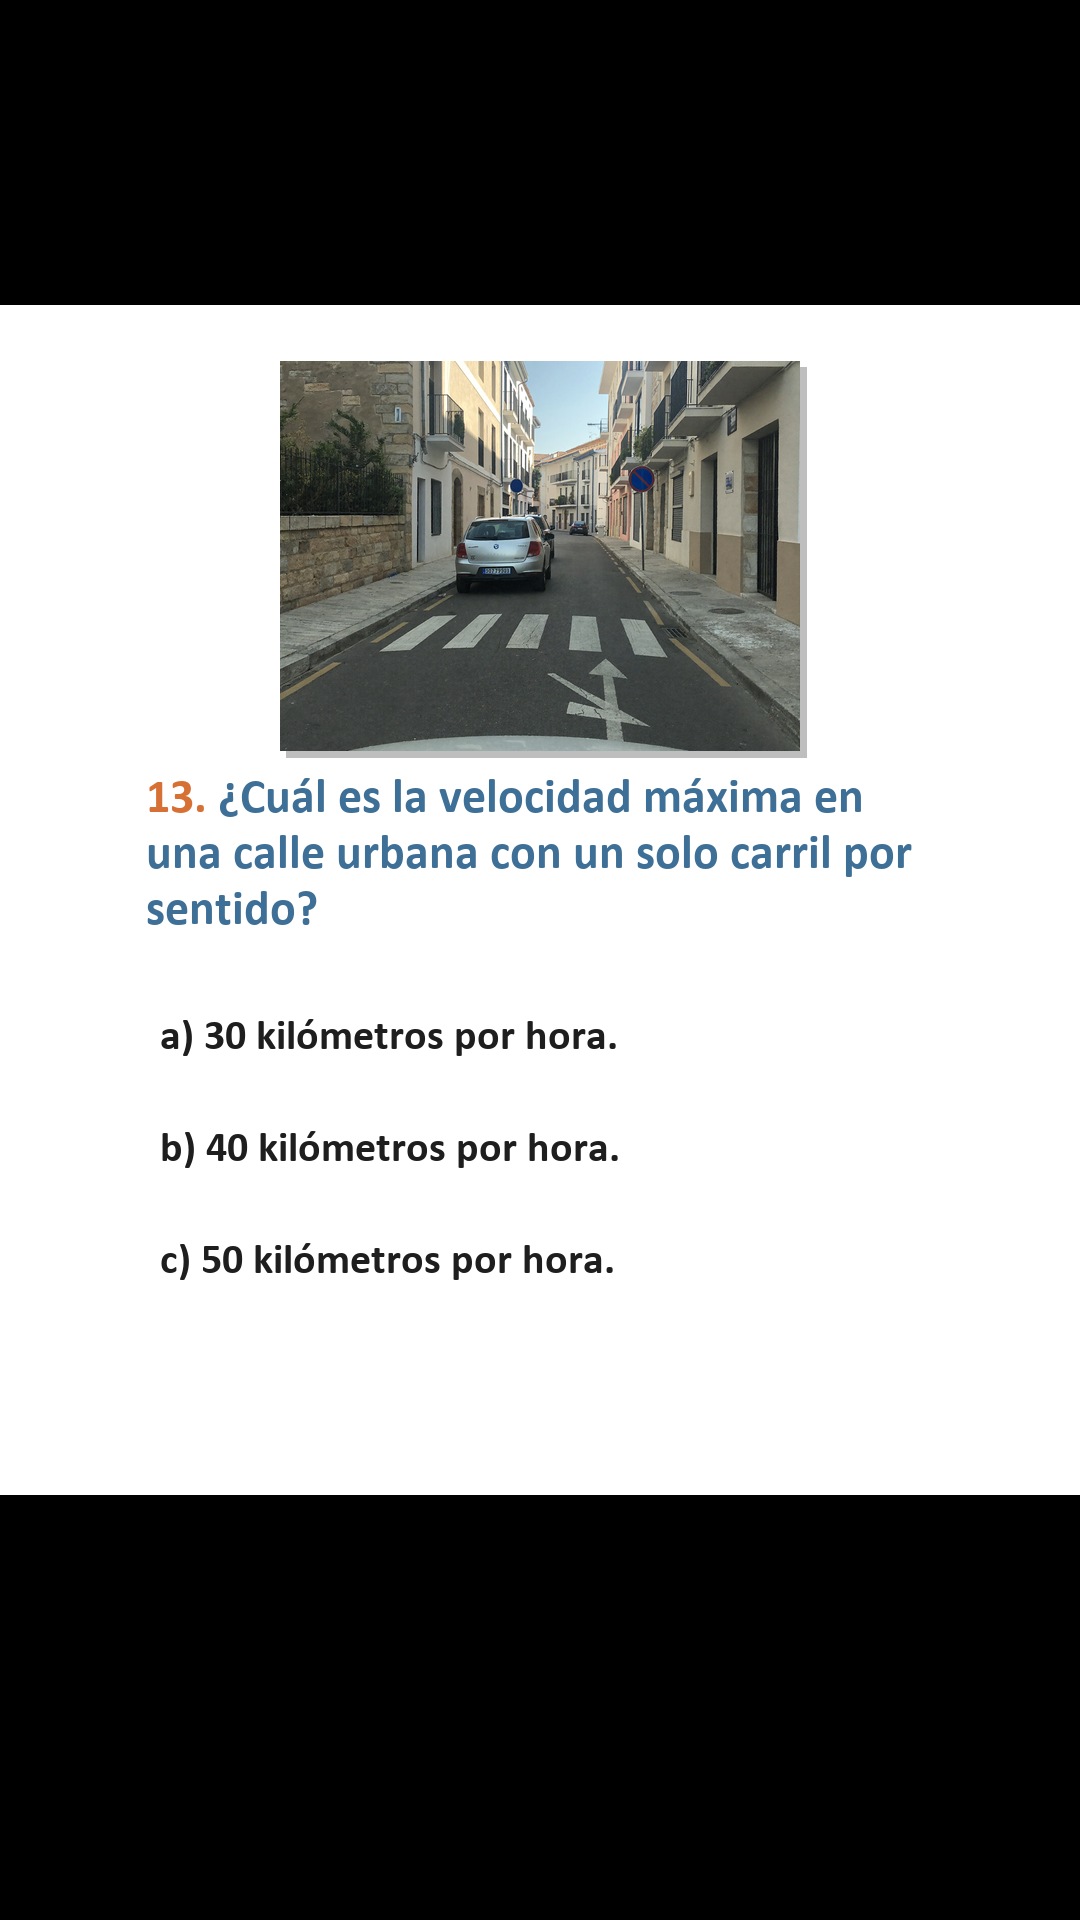 13. ¿Cuál es la velocidad máxima en
una calle urbana con un solo carril por
sentido?
a) 30 kilómetros por hora.
b) 40 kilómetros por hora.
c) 50 kilómetros por hora.